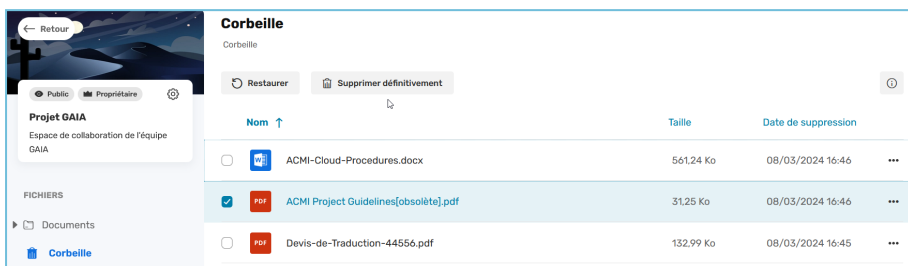 ← Retour
Public Propriétaire
Projet GAIA
Espace de collaboration de l'équipe
GAIA
FICHIERS
Documents
Corbeille
Corbeille
Corbeille
Restaurer Supprimer définitivement
Nom ↑ Taille Date de suppression
W ACMI-Cloud-Procedures.docx 561,24 Ko 08/03/2024 16:46
PDF ACMI Project Guidelines[obsolète].pdf 31,25 Ko 08/03/2024 16:46
PDF Devis-de-Traduction-44556.pdf 132,99 Ko 08/03/2024 16:45